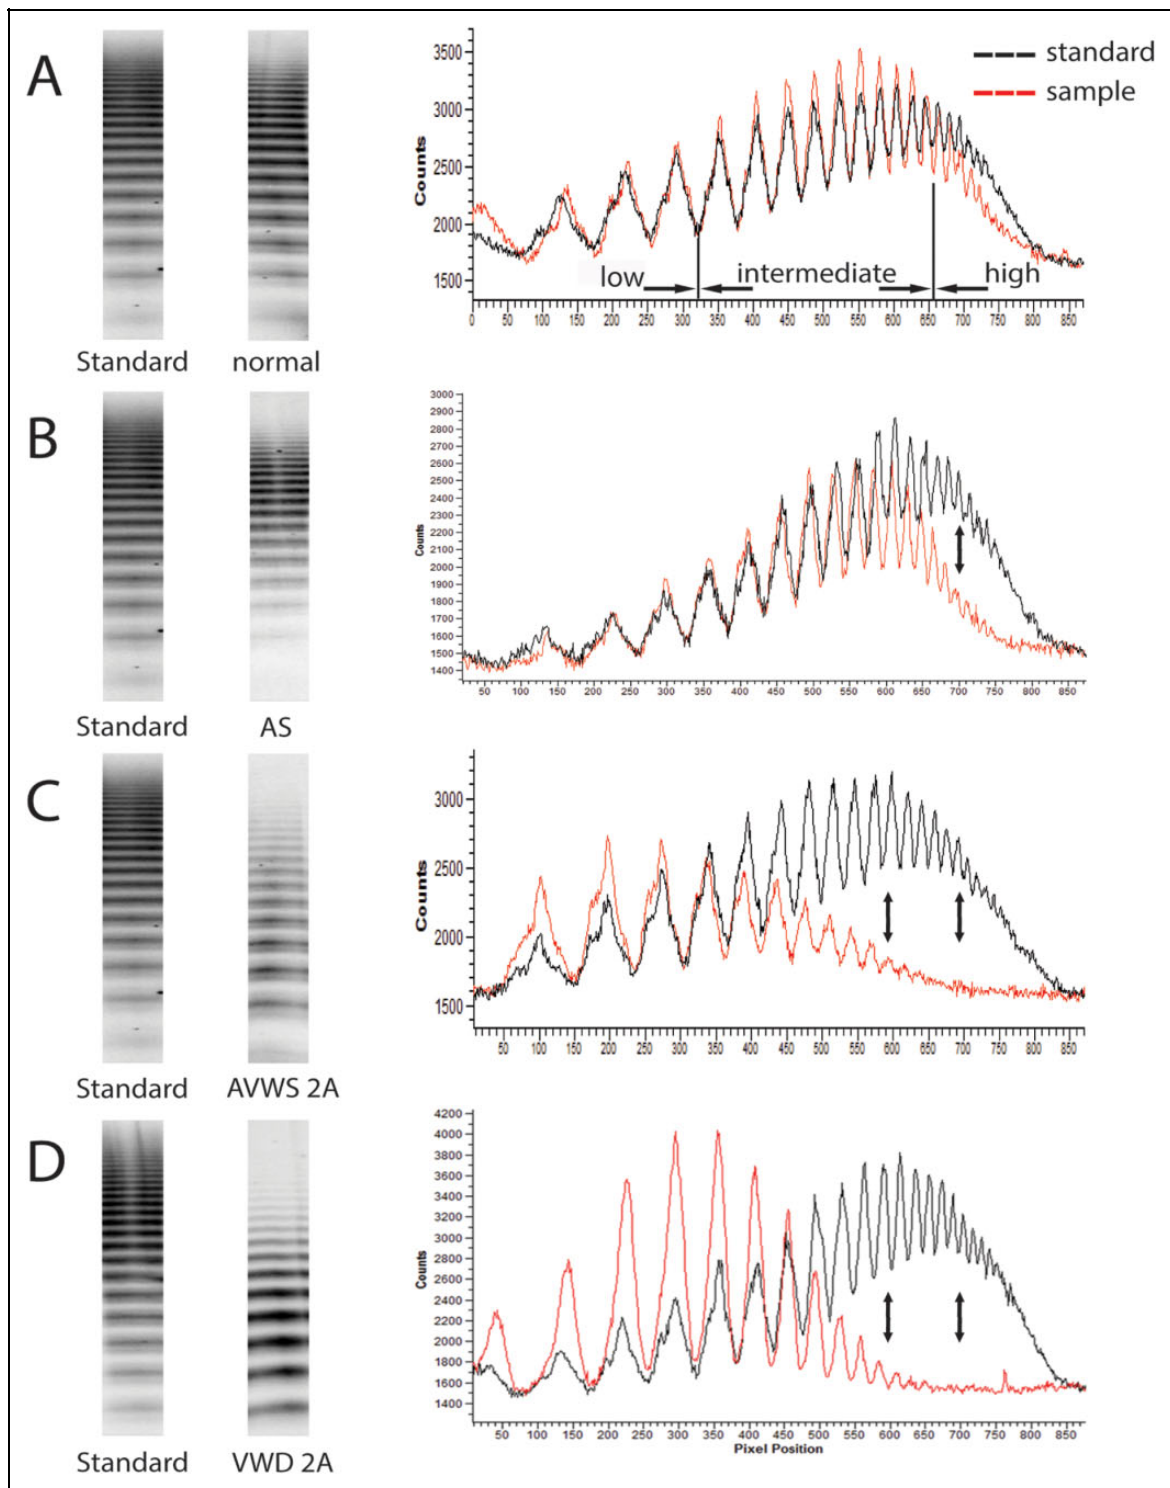 A
Standard
normal
Counts
3500
3000
2500
2000
1500
standard
sample
low
intermediate
high
0 50 100 150 200 250 300 350 400 450 500 550 600 650 700 750 800 850
B
Standard
AS
Counts
3000
2900
2800
2700
2600
2500
2400
2300
2200
2100
2000
1900
1800
1700
1600
1500
1400
50 100 150 200 250 300 350 400 450 500 550 600 650 700 750 800 850
C
Standard
AVWS 2A
Counts
3000
2500
2000
1500
50 100 150 200 250 300 350 400 450 500 550 600 650 700 750 800 850
D
Standard
VWD 2A
Counts
4200
4000
3800
3600
3400
3200
3000
2800
2600
2400
2200
2000
1800
1600
1400
50 100 150 200 250 300 350 400 450 500 550 600 650 700 750 800 850
Pixel Position